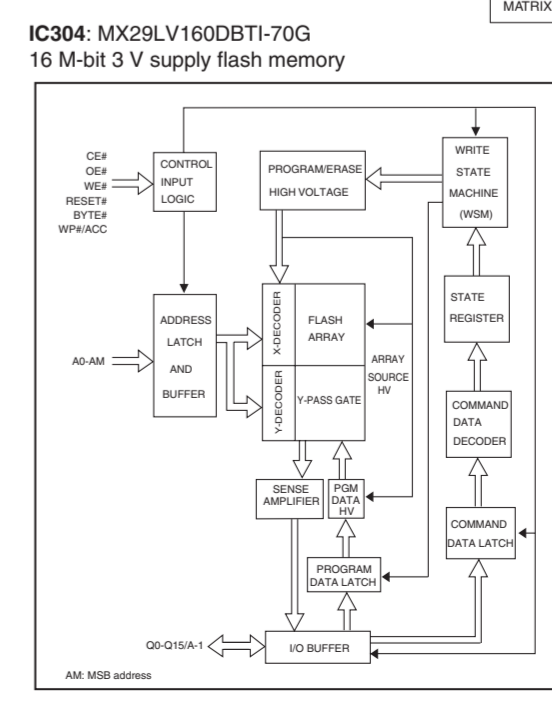 MATRIX
IC304: MX29LV160DBTI-70G
16 M-bit 3 V supply flash memory
CE#
OE#
WE#
RESET#
BYTE#
WP#/ACC
CONTROL
INPUT
LOGIC
PROGRAM/ERASE
HIGH VOLTAGE
WRITE
STATE
MACHINE
(WSM)
A0-AM
ADDRESS
LATCH
AND
BUFFER
X-DECODER
FLASH
ARRAY
Y-DECODER
Y-PASS GATE
ARRAY
SOURCE
HV
STATE
REGISTER
COMMAND
DATA
DECODER
SENSE
AMPLIFIER
PGM
DATA
HV
COMMAND
DATA LATCH
PROGRAM
DATA LATCH
Q0-Q15/A-1
I/O BUFFER
AM: MSB address